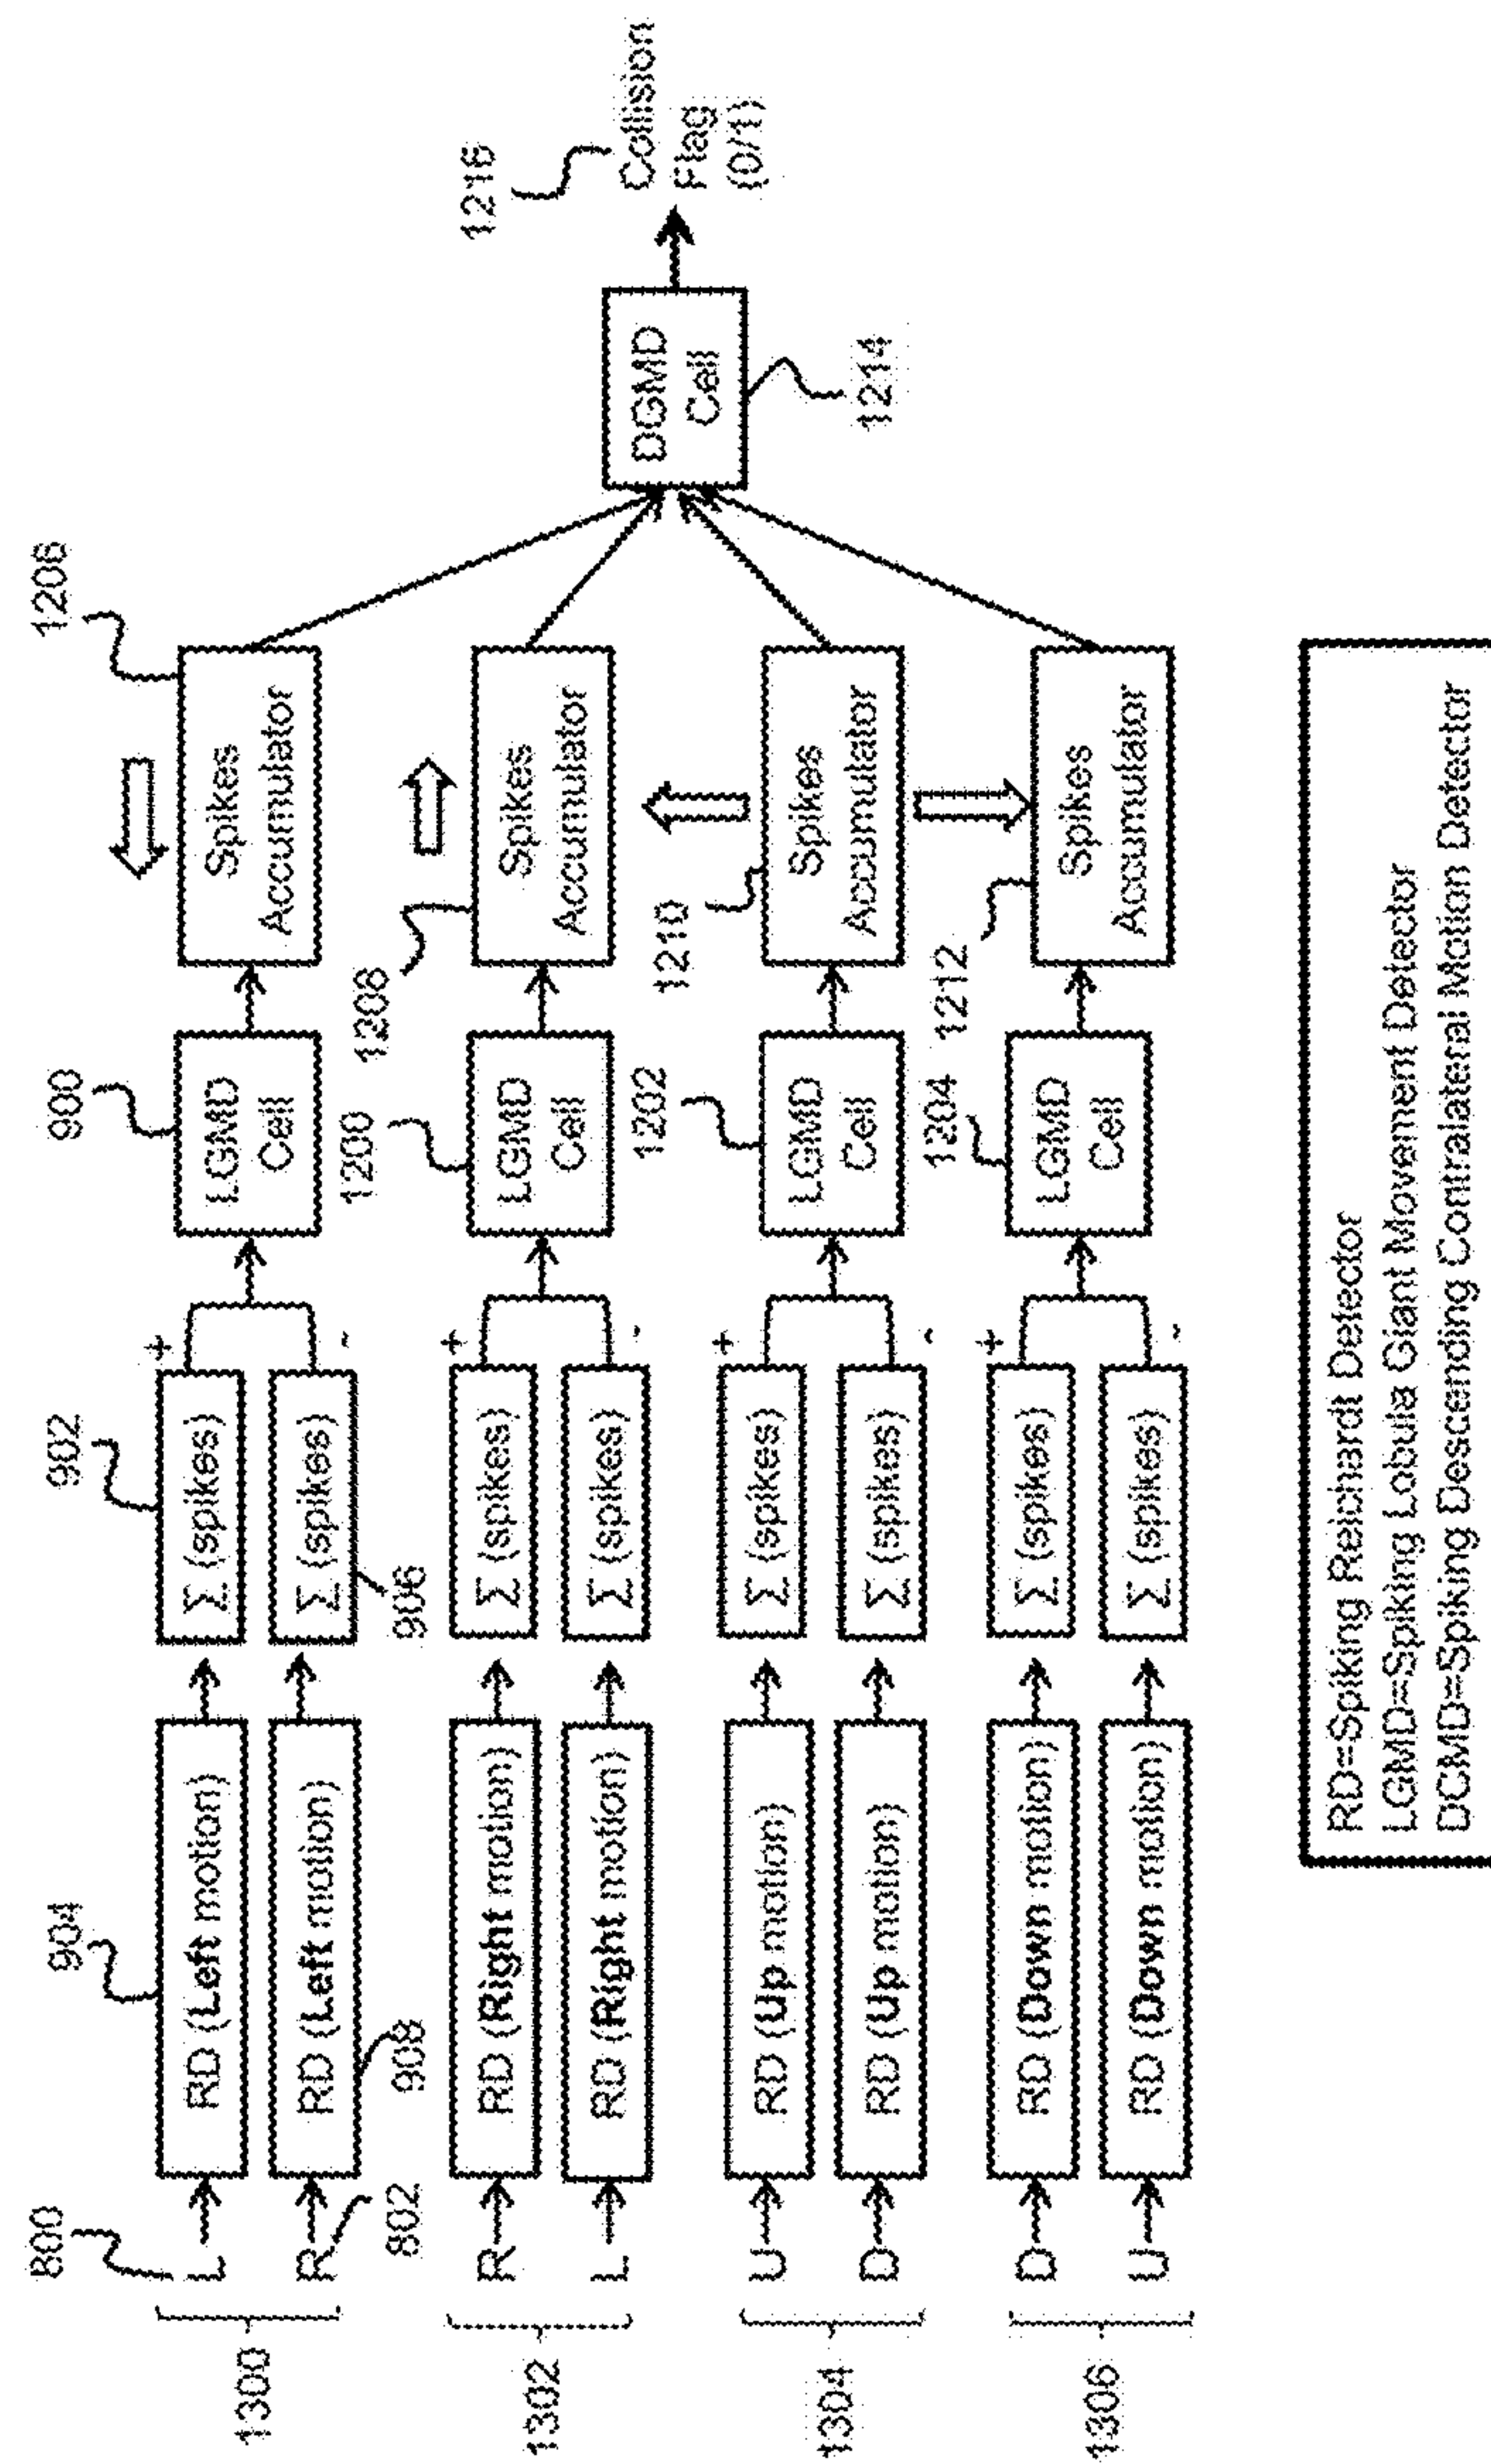 800
904
902
900
1206
1300
L
RD (Left motion)
Σ (spikes)
+
LGMD
Cell
Spikes
Accumulator
R
RD (Left motion)
Σ (spikes)
-
802
908
906
1200
1208
1302
R
RD (Right motion)
Σ (spikes)
+
LGMD
Cell
Spikes
Accumulator
L
RD (Right motion)
Σ (spikes)
-
1216
Collision
Flag
(0/1)
DGMD
Cell
1214
1202
1210
1304
U
RD (Up motion)
Σ (spikes)
+
LGMD
Cell
Spikes
Accumulator
D
RD (Up motion)
Σ (spikes)
-
1204
1212
1306
D
RD (Down motion)
Σ (spikes)
+
LGMD
Cell
Spikes
Accumulator
U
RD (Down motion)
Σ (spikes)
-
RD=Spiking Reichardt Detector
LGMD=Spiking Lobula Giant Movement Detector
DCMD=Spiking Descending Contralateral Motion Detector